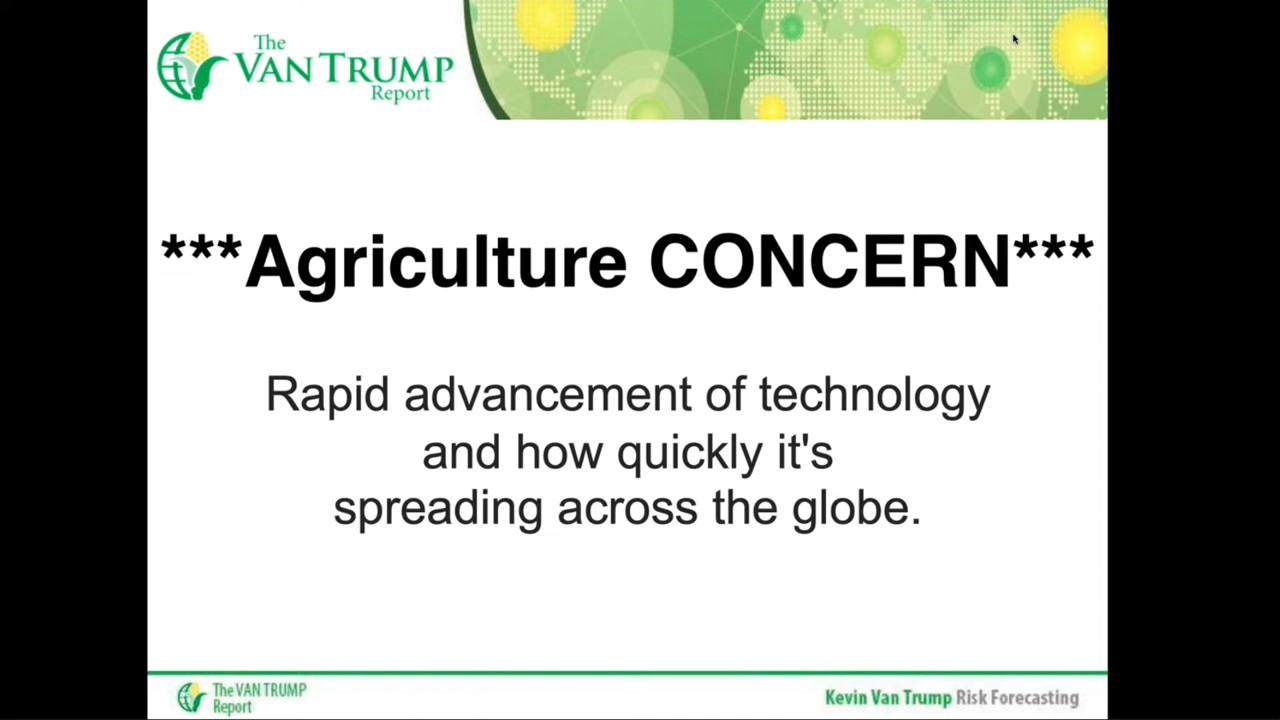 The
VAN TRUMP
Report
***Agriculture CONCERN***
Rapid advancement of technology
and how quickly it's
spreading across the globe.
The VAN TRUMP
Report
Kevin Van Trump Risk Forecasting